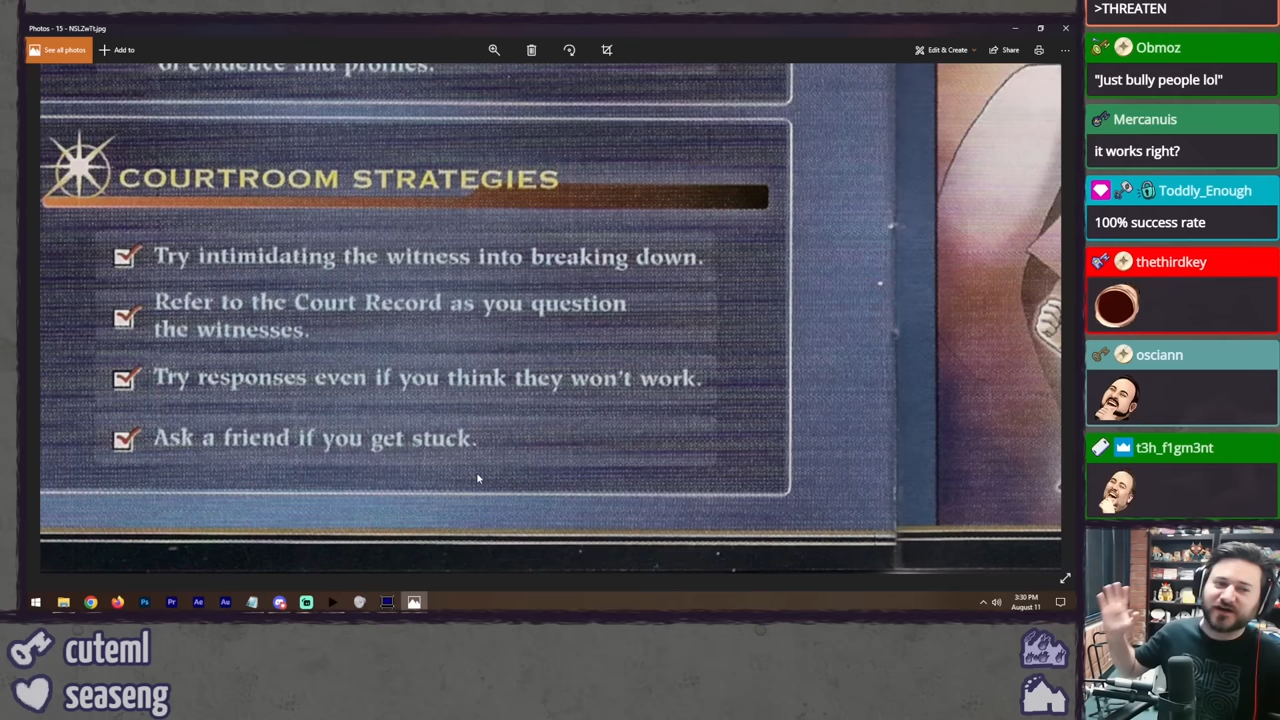 Photos - 15 - NSLZwTt.jpg
See all photos
Add to
Edit & Create
Share
of evidence and profiles.
COURTROOM STRATEGIES
Try intimidating the witness into breaking down.
Refer to the Court Record as you question
the witnesses.
Try responses even if you think they won't work.
Ask a friend if you get stuck.
3:30 PM
August 11
cuteml
seaseng
>THREATEN
Obmoz
"Just bully people lol"
Mercanuis
it works right?
Toddly_Enough
100% success rate
thethirdkey
osciann
t3h_f1gm3nt